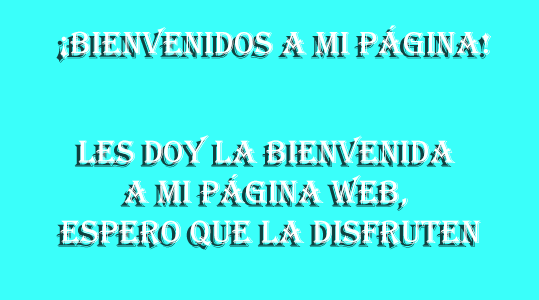 ¡BIENVENIDOS A MI PÁGINA!
LES DOY LA BIENVENIDA
A MI PÁGINA WEB,
ESPERO QUE LA DISFRUTEN